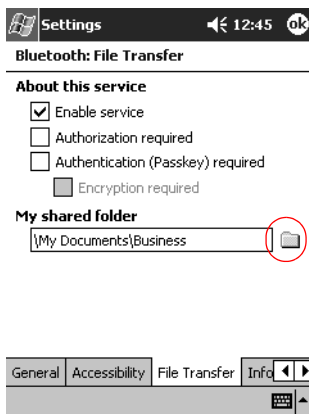 Settings 12:45 ok
Bluetooth: File Transfer
About this service
Enable service
Authorization required
Authentication (Passkey) required
Encryption required
My shared folder
\My Documents\Business
General Accessibility File Transfer Info